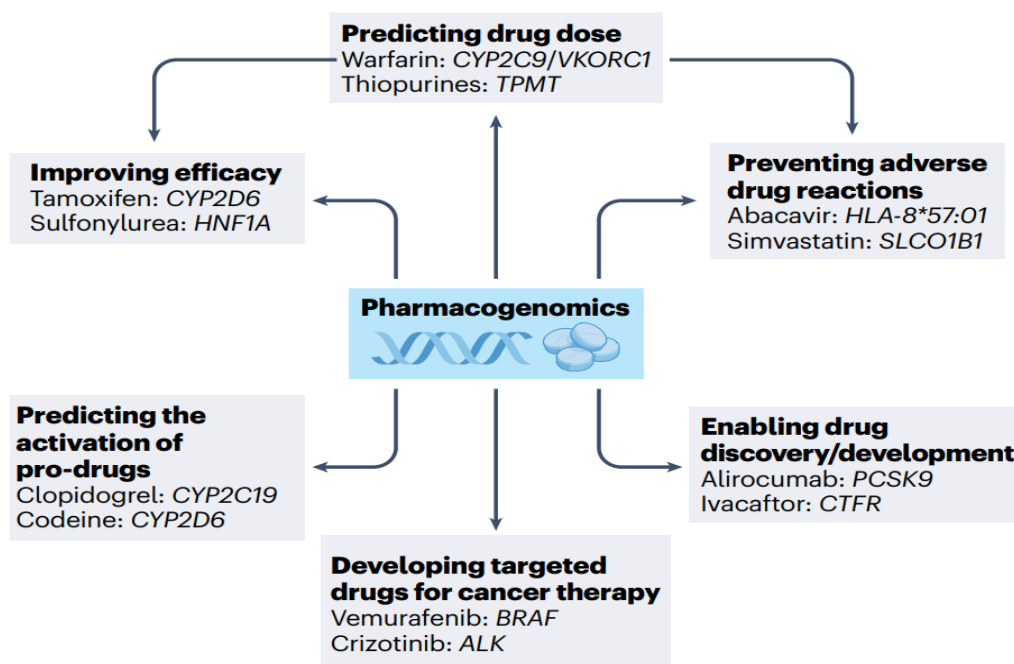 Predicting drug dose
Warfarin: CYP2C9/VKORC1
Thiopurines: TPMT
Improving efficacy
Tamoxifen: CYP2D6
Sulfonylurea: HNF1A
Preventing adverse
drug reactions
Abacavir: HLA-8*57:01
Simvastatin: SLCO1B1
Pharmacogenomics
Predicting the
activation of
pro-drugs
Clopidogrel: CYP2C19
Codeine: CYP2D6
Enabling drug
discovery/development
Alirocumab: PCSK9
Ivacaftor: CTFR
Developing targeted
drugs for cancer therapy
Vemurafenib: BRAF
Crizotinib: ALK